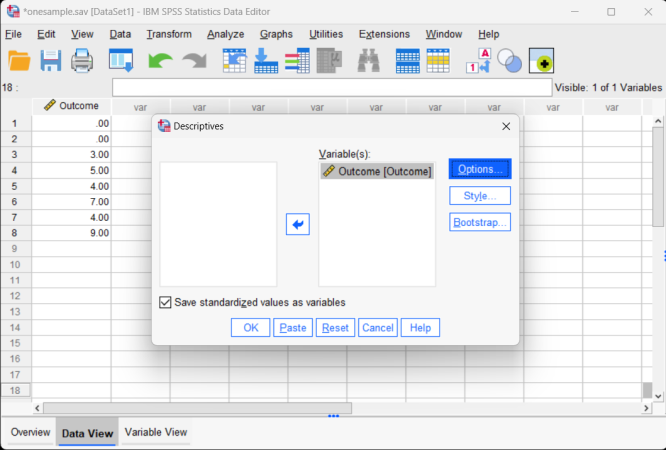 *onesample.sav [DataSet1] - IBM SPSS Statistics Data Editor
File Edit View Data Transform Analyze Graphs Utilities Extensions Window Help
1 A
18 :
Visible: 1 of 1 Variables
Outcome var var var var var var var var var
1 .00
2 .00
3 3.00
4 5.00
5 4.00
6 7.00
7 4.00
8 9.00
9
10
11
12
13
14
15
16
17
18
Descriptives
Variable(s):
Outcome [Outcome]
Options...
Style...
Bootstrap...
Save standardized values as variables
OK Paste Reset Cancel Help
Overview Data View Variable View